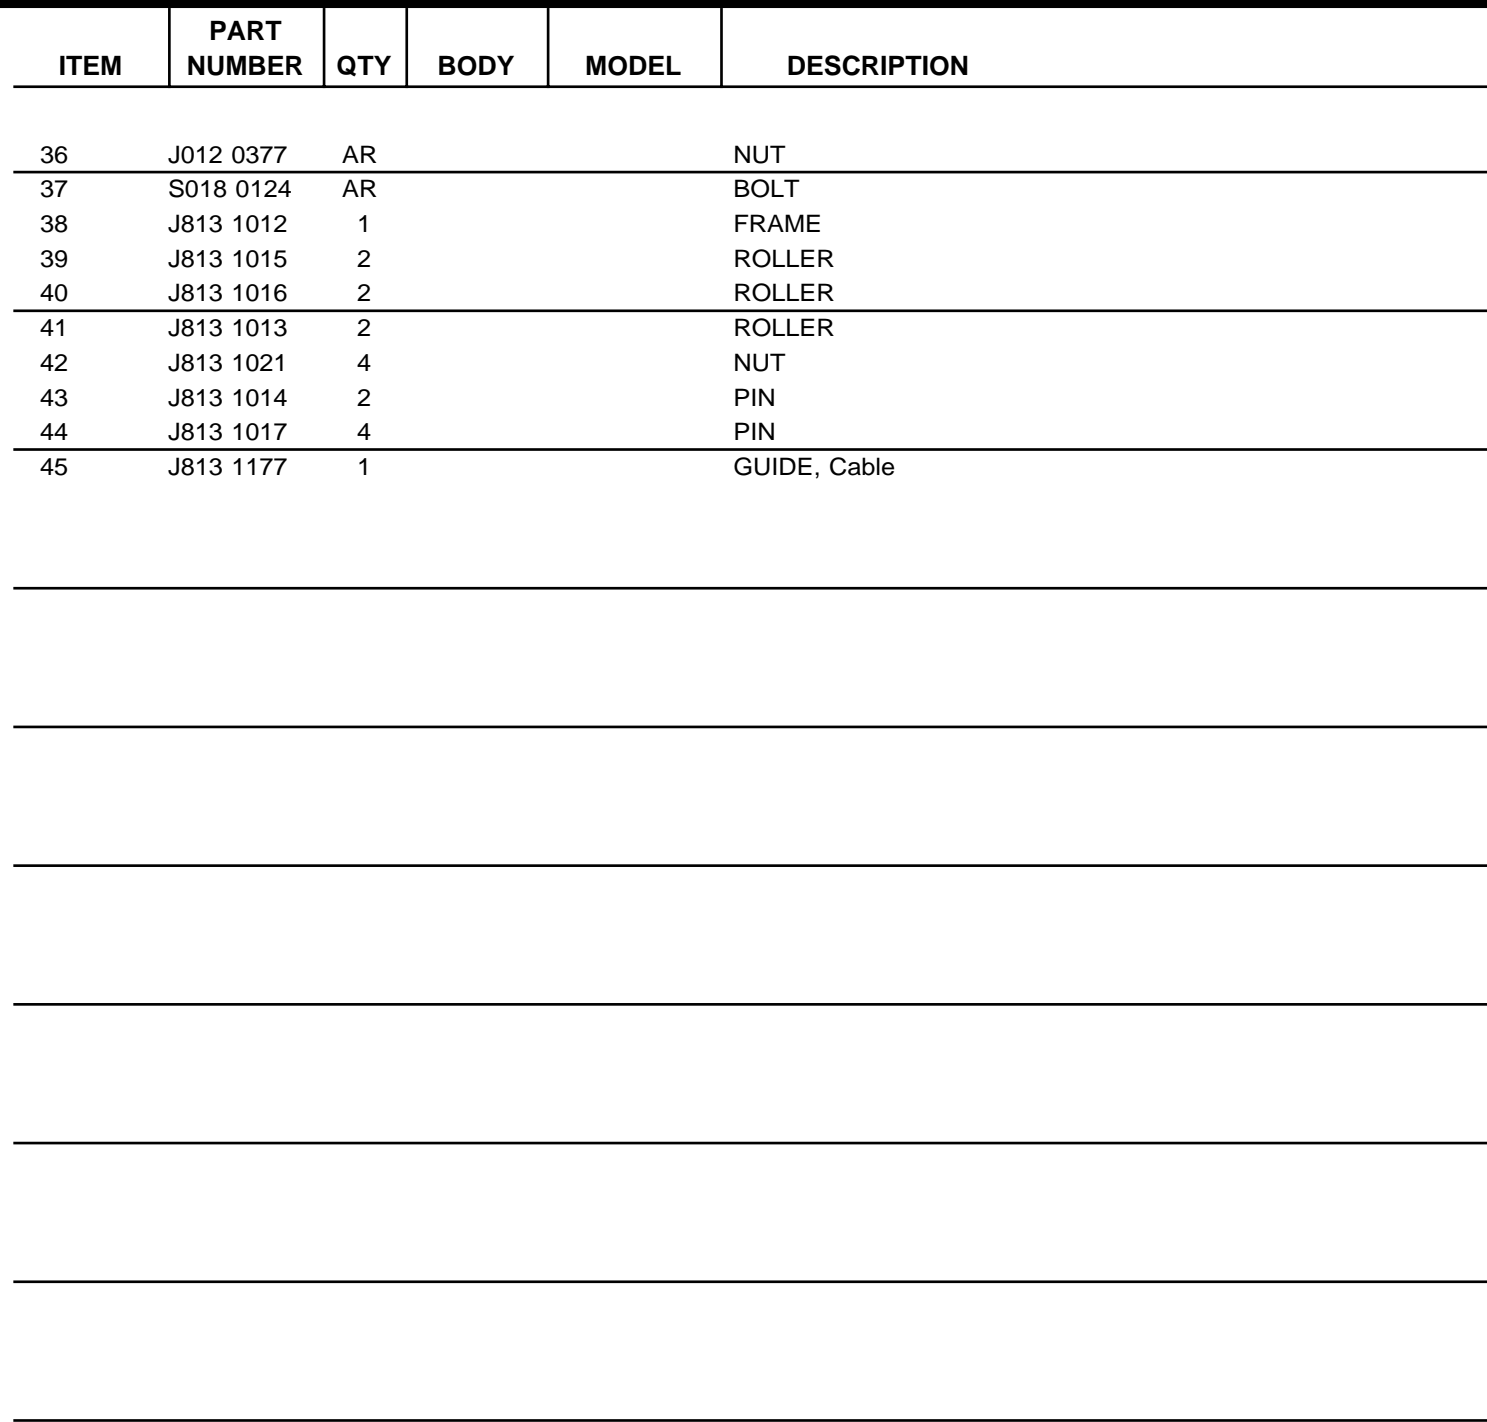 PART
ITEM NUMBER QTY BODY MODEL DESCRIPTION
36 J012 0377 AR NUT
37 S018 0124 AR BOLT
38 J813 1012 1 FRAME
39 J813 1015 2 ROLLER
40 J813 1016 2 ROLLER
41 J813 1013 2 ROLLER
42 J813 1021 4 NUT
43 J813 1014 2 PIN
44 J813 1017 4 PIN
45 J813 1177 1 GUIDE, Cable